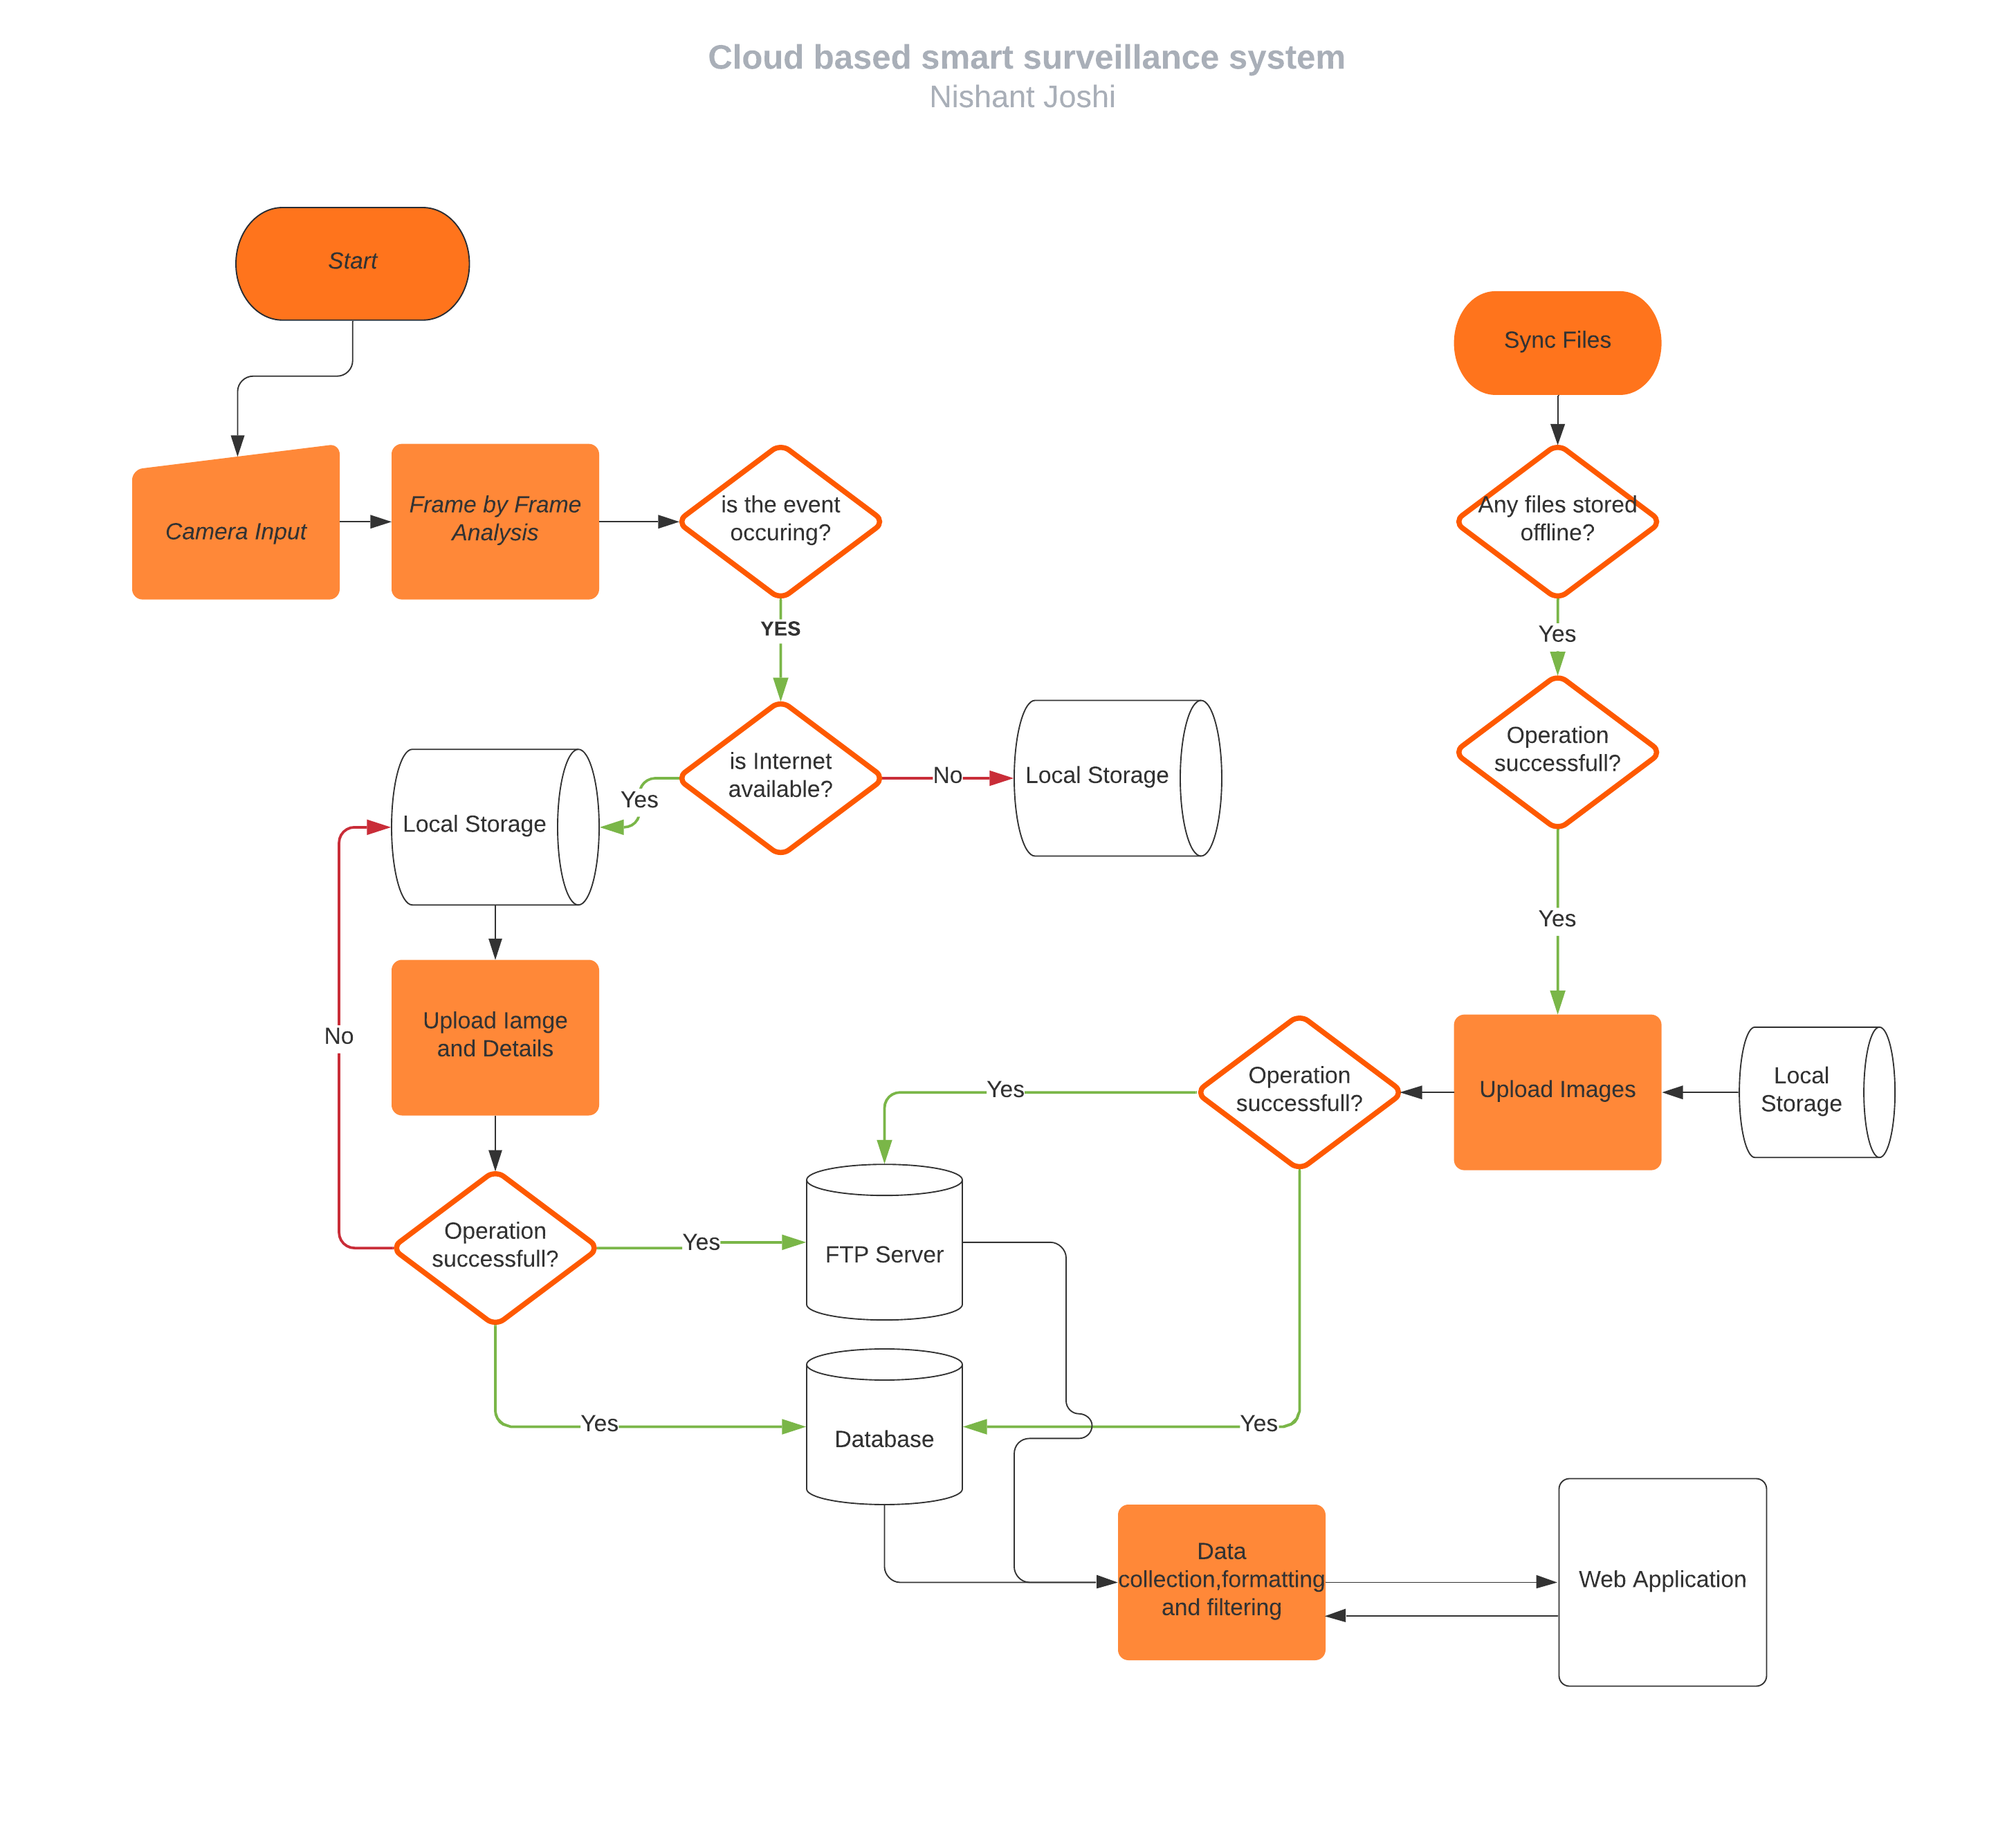 Cloud based smart surveillance system
Nishant Joshi
Start
Sync Files
Camera Input
Frame by Frame
Analysis
is the event
occuring?
Any files stored
offline?
YES
Yes
is Internet
available?
No
Local Storage
Yes
Local Storage
Operation
successfull?
Yes
Upload Iamge
and Details
No
Operation
successfull?
Yes
Upload Images
Local
Storage
Operation
successfull?
Yes
FTP Server
Yes
Database
Yes
Data
collection,formatting
and filtering
Web Application